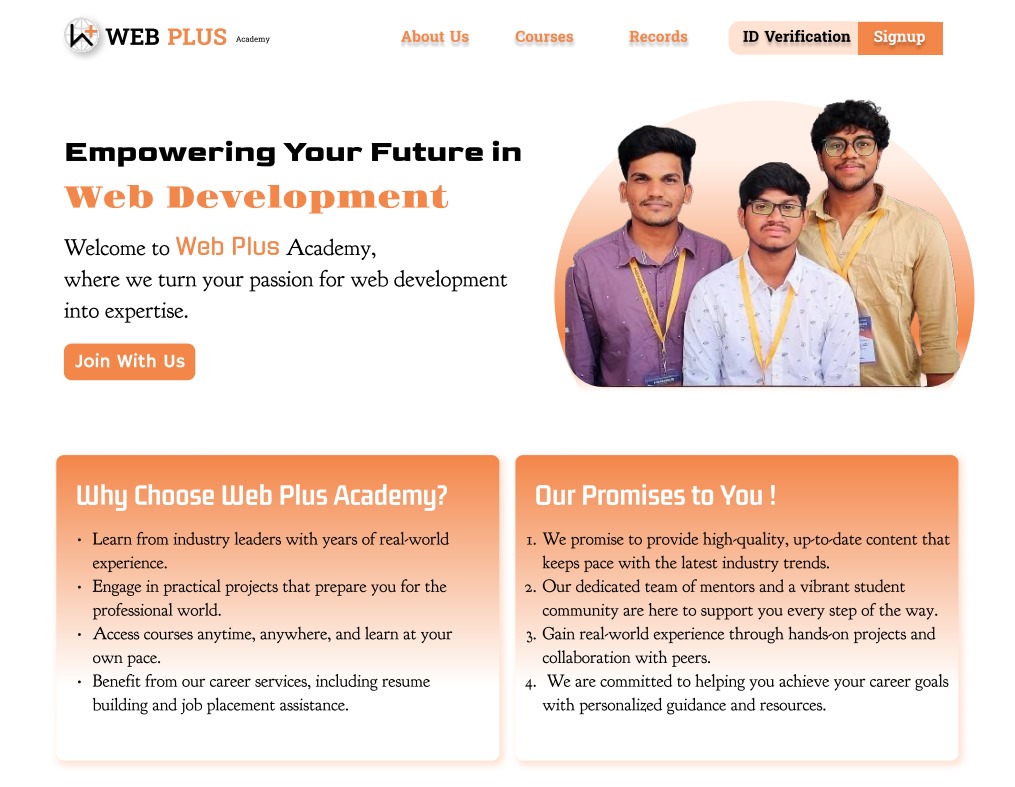 WEB PLUS Academy
About Us
Courses
Records
ID Verification
Signup
Empowering Your Future in
Web Development
Welcome to Web Plus Academy,
where we turn your passion for web development
into expertise.
Join With Us
Why Choose Web Plus Academy?
• Learn from industry leaders with years of real-world
experience.
• Engage in practical projects that prepare you for the
professional world.
• Access courses anytime, anywhere, and learn at your
own pace.
• Benefit from our career services, including resume
building and job placement assistance.
Our Promises to You !
1. We promise to provide high-quality, up-to-date content that
keeps pace with the latest industry trends.
2. Our dedicated team of mentors and a vibrant student
community are here to support you every step of the way.
3. Gain real-world experience through hands-on projects and
collaboration with peers.
4. We are committed to helping you achieve your career goals
with personalized guidance and resources.